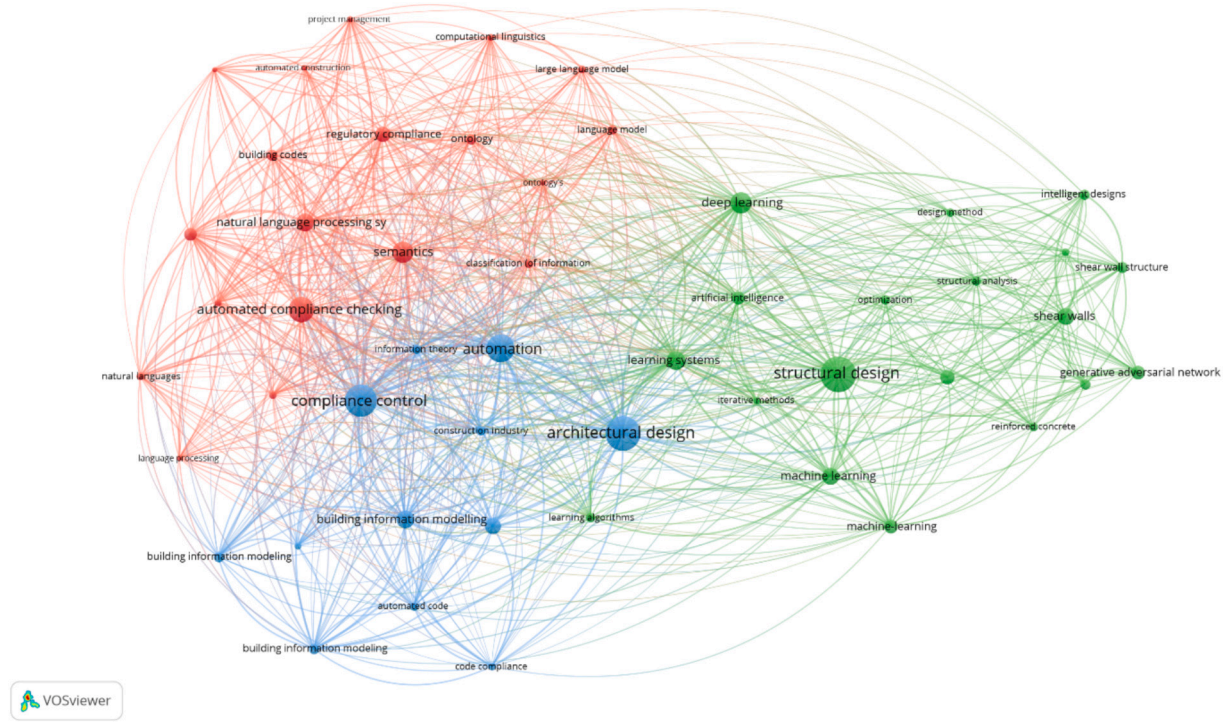 project management
computational linguistics
automated construction
large language model
language model
regulatory compliance
ontology
building codes
ontology's
intelligent designs
deep learning
design method
natural language processing sy
semantics
classification (of information
shear wall structure
structural analysis
artificial intelligence
optimization
automated compliance checking
shear walls
information theory
automation
learning systems
structural design
generative adversarial network
natural languages
compliance control
iterative methods
construction industry
architectural design
reinforced concrete
language processing
machine learning
building information modelling
learning algorithms
machine-learning
building information modeling
automated code
building information modeling
code compliance
VOSviewer